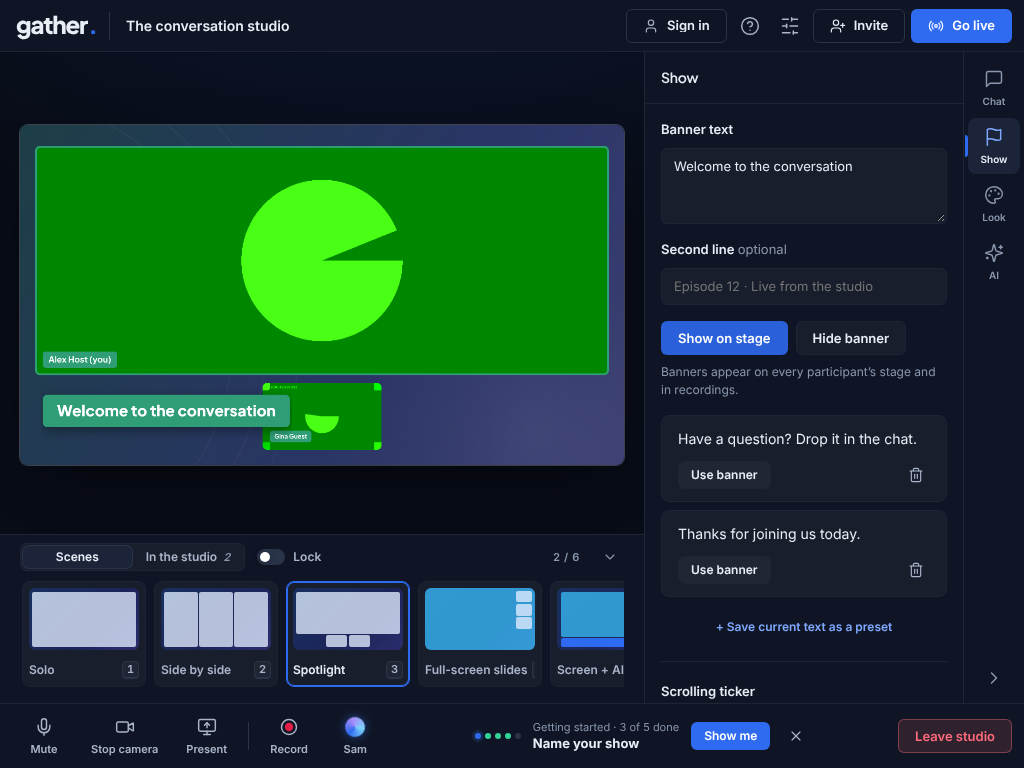 gather.
The conversation studio
Sign in
Invite
Go live
Alex Host (you)
Welcome to the conversation
Gina Guest
Scenes
In the studio 2
Lock
2 / 6
Solo 1
Side by side 2
Spotlight 3
Full-screen slides
Screen + AI
Show
Banner text
Welcome to the conversation
Second line optional
Episode 12 · Live from the studio
Show on stage
Hide banner
Banners appear on every participant's stage and
in recordings.
Have a question? Drop it in the chat.
Use banner
Thanks for joining us today.
Use banner
+ Save current text as a preset
Scrolling ticker
Chat
Show
Look
AI
Mute
Stop camera
Present
Record
Sam
Getting started · 3 of 5 done
Name your show
Show me
Leave studio